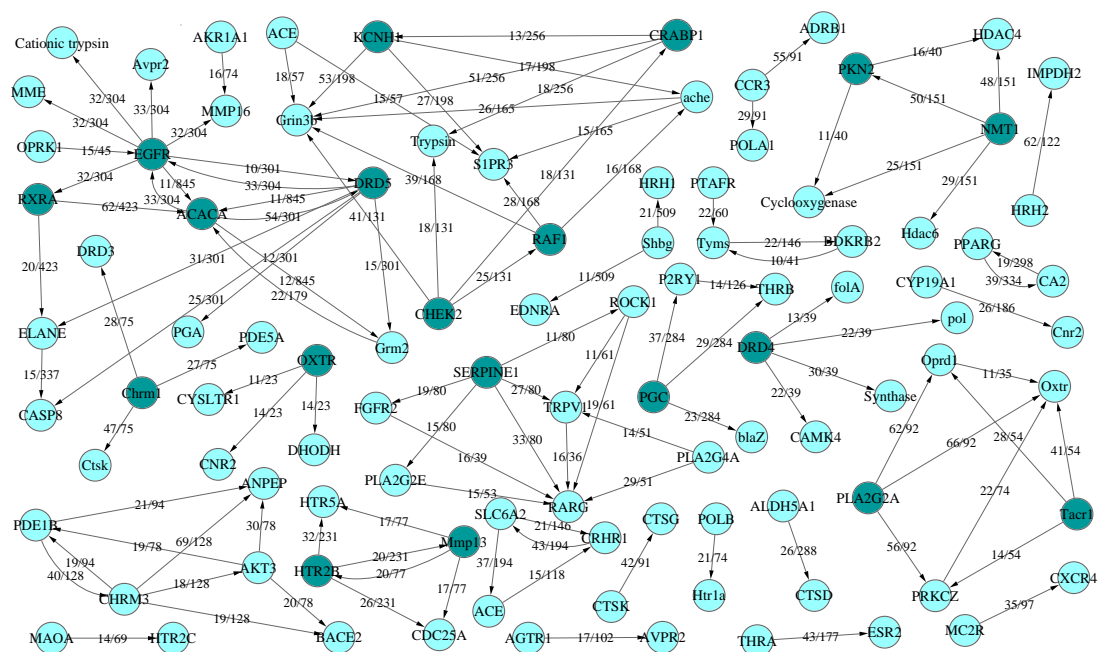 Cationic trypsin
AKR1A1
ACE
KCNH1
13/256
CRABP1
ADRB1
HDAC4
Avpr2
16/74
18/57
53/198
51/256
17/198
18/256
55/91
PKN2
16/40
IMPDH2
MME
32/304
33/304
MMP16
15/57
27/198
26/165
ache
CCR3
48/151
50/151
32/304
32/304
Grin3b
Trypsin
15/165
29/91
11/40
NMT1
62/122
OPRK1
15/45
EGFR
S1PR3
POLA1
10/301
39/168
18/131
16/168
25/151
32/304
11/845
33/304
DRD5
28/168
HRH1
PTAFR
Cyclooxygenase
29/151
RXRA
62/423
33/304
ACACA
11/845
54/301
41/131
21/509
22/60
HRH2
DRD3
18/131
RAF1
Shbg
Tyms
22/146
BDKRB2
Hdac6
PPARG
20/423
31/301
12/301
12/845
15/301
25/131
11/509
10/41
19/298
P2RY1
14/126
THRB
folA
CYP19A1
39/334
CA2
25/301
22/179
EDNRA
ROCK1
26/186
28/75
CHEK2
13/39
ELANE
PGA
PDE5A
Grm2
11/80
37/284
29/284
DRD4
22/39
pol
Cnr2
15/337
27/75
OXTR
SERPINE1
11/61
Oprd1
11/35
Chrm1
11/23
19/80
27/80
30/39
Oxtr
CASP8
CYSLTR1
FGFR2
TRPV1
19/61
PGC
22/39
Synthase
47/75
14/23
14/23
15/80
33/80
14/51
23/284
blaZ
CAMK4
62/92
66/92
28/54
41/54
Ctsk
CNR2
DHODH
16/39
16/36
PLA2G4A
PLA2G2E
15/53
29/51
22/74
ANPEP
HTR5A
SLC6A2
RARG
CTSG
POLB
ALDH5A1
PLA2G2A
21/94
Tacr1
PDE1B
30/78
17/77
21/146
69/128
32/231
Mmp13
43/194
CRHR1
56/92
19/78
20/231
42/91
21/74
26/288
14/54
19/94
40/128
AKT3
HTR2B
20/77
37/194
15/118
CXCR4
18/128
CHRM3
20/78
26/231
17/77
ACE
CTSK
Htr1a
CTSD
PRKCZ
35/97
19/128
MAOA
14/69
HTR2C
BACE2
CDC25A
AGTR1
17/102
AVPR2
THRA
43/177
ESR2
MC2R